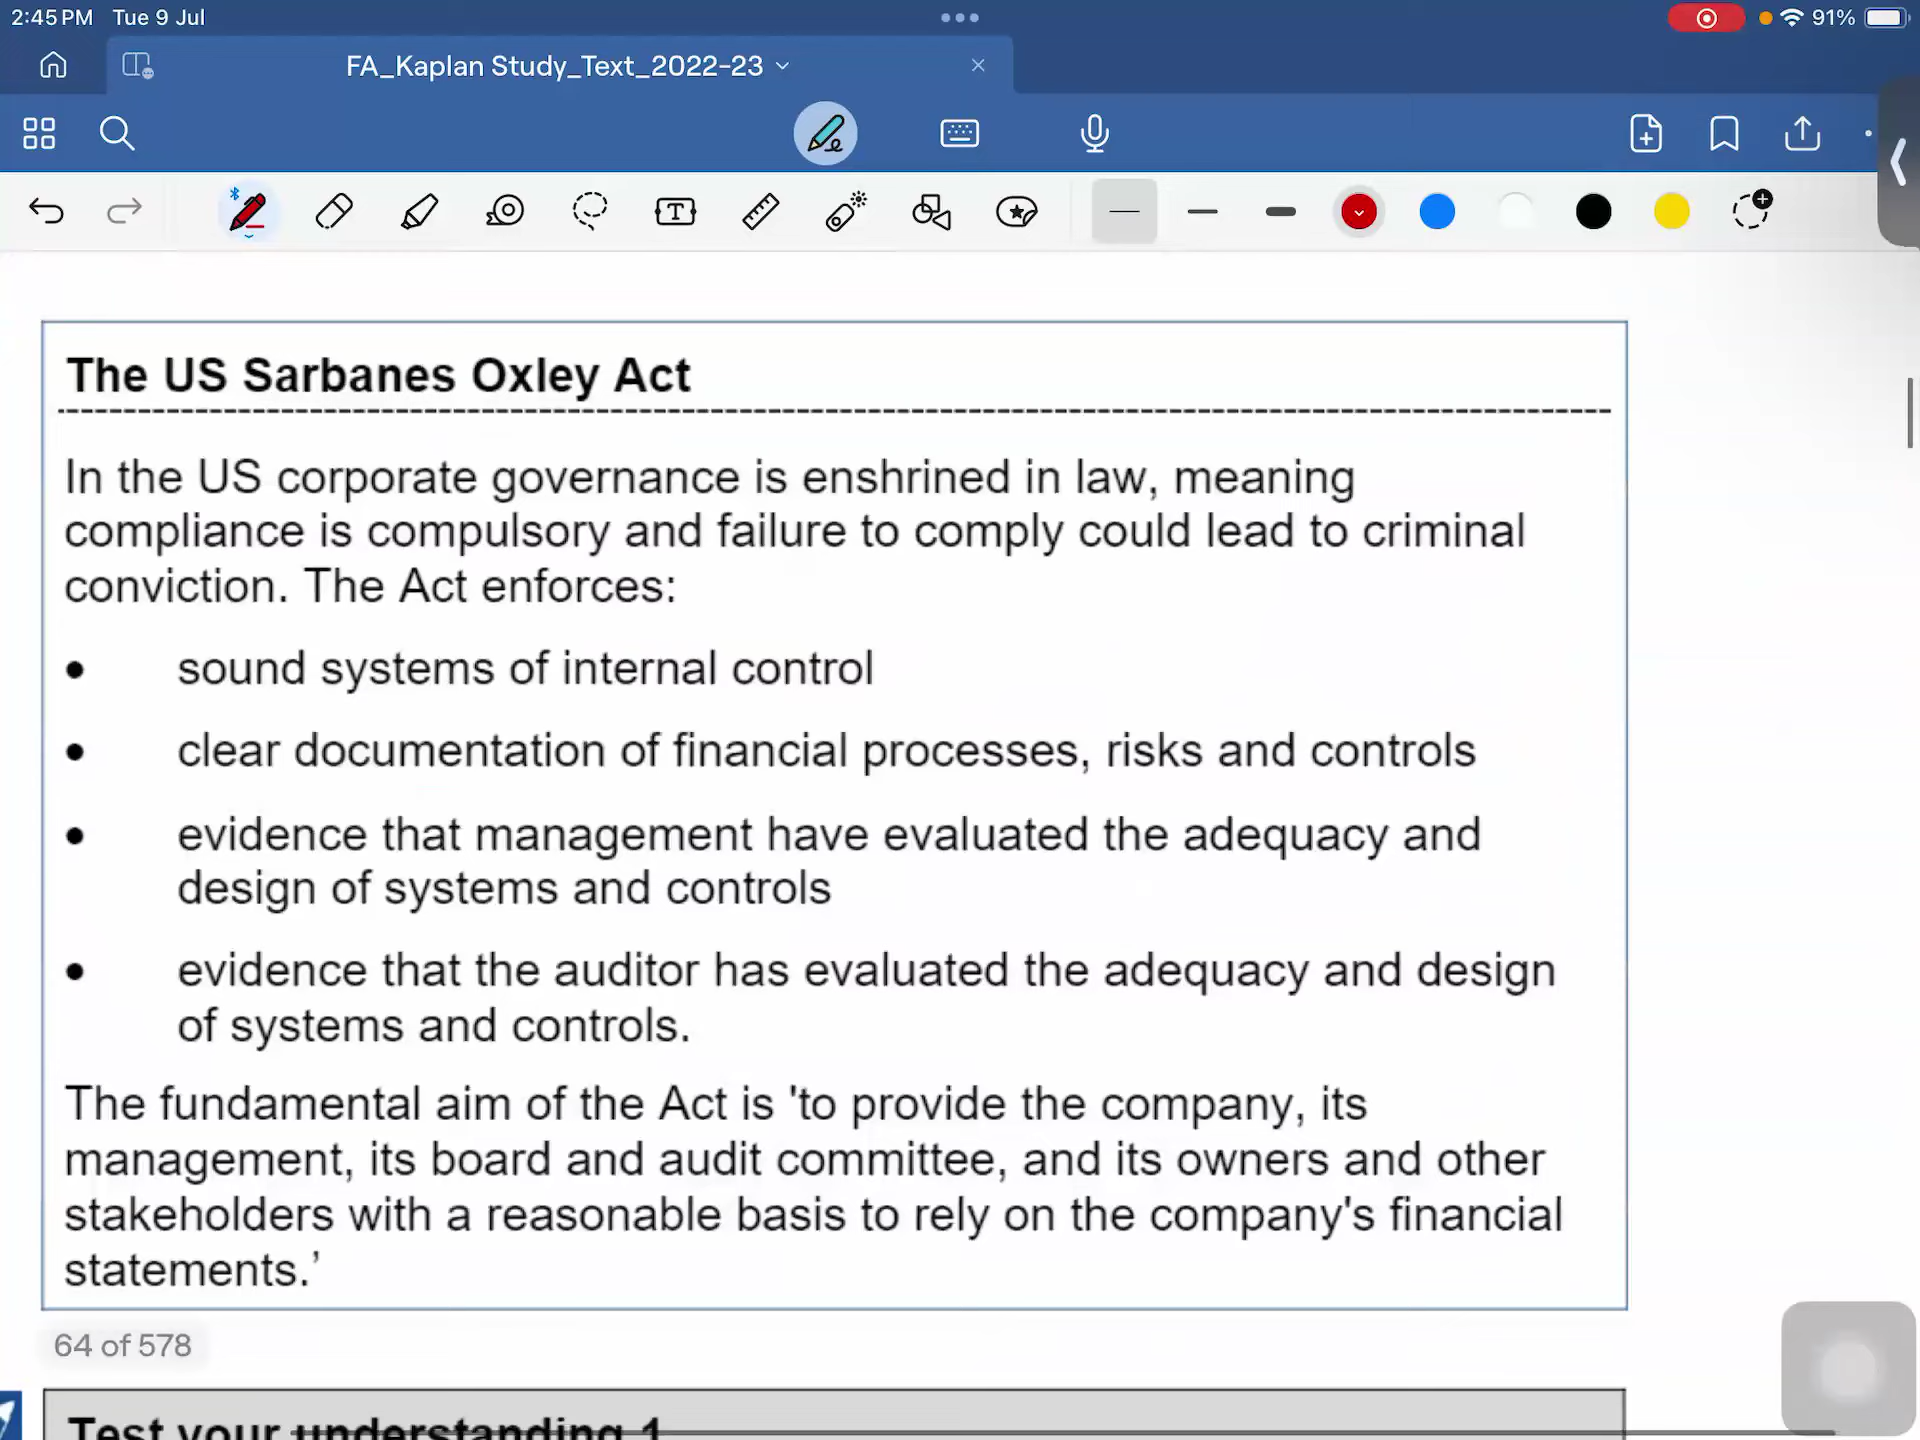 2:45 PM Tue 9 Jul
91%
FA_Kaplan Study_Text_2022-23
The US Sarbanes Oxley Act
In the US corporate governance is enshrined in law, meaning
compliance is compulsory and failure to comply could lead to criminal
conviction. The Act enforces:
• sound systems of internal control
• clear documentation of financial processes, risks and controls
• evidence that management have evaluated the adequacy and
design of systems and controls
• evidence that the auditor has evaluated the adequacy and design
of systems and controls.
The fundamental aim of the Act is 'to provide the company, its
management, its board and audit committee, and its owners and other
stakeholders with a reasonable basis to rely on the company's financial
statements.’
64 of 578
Test your understanding 1